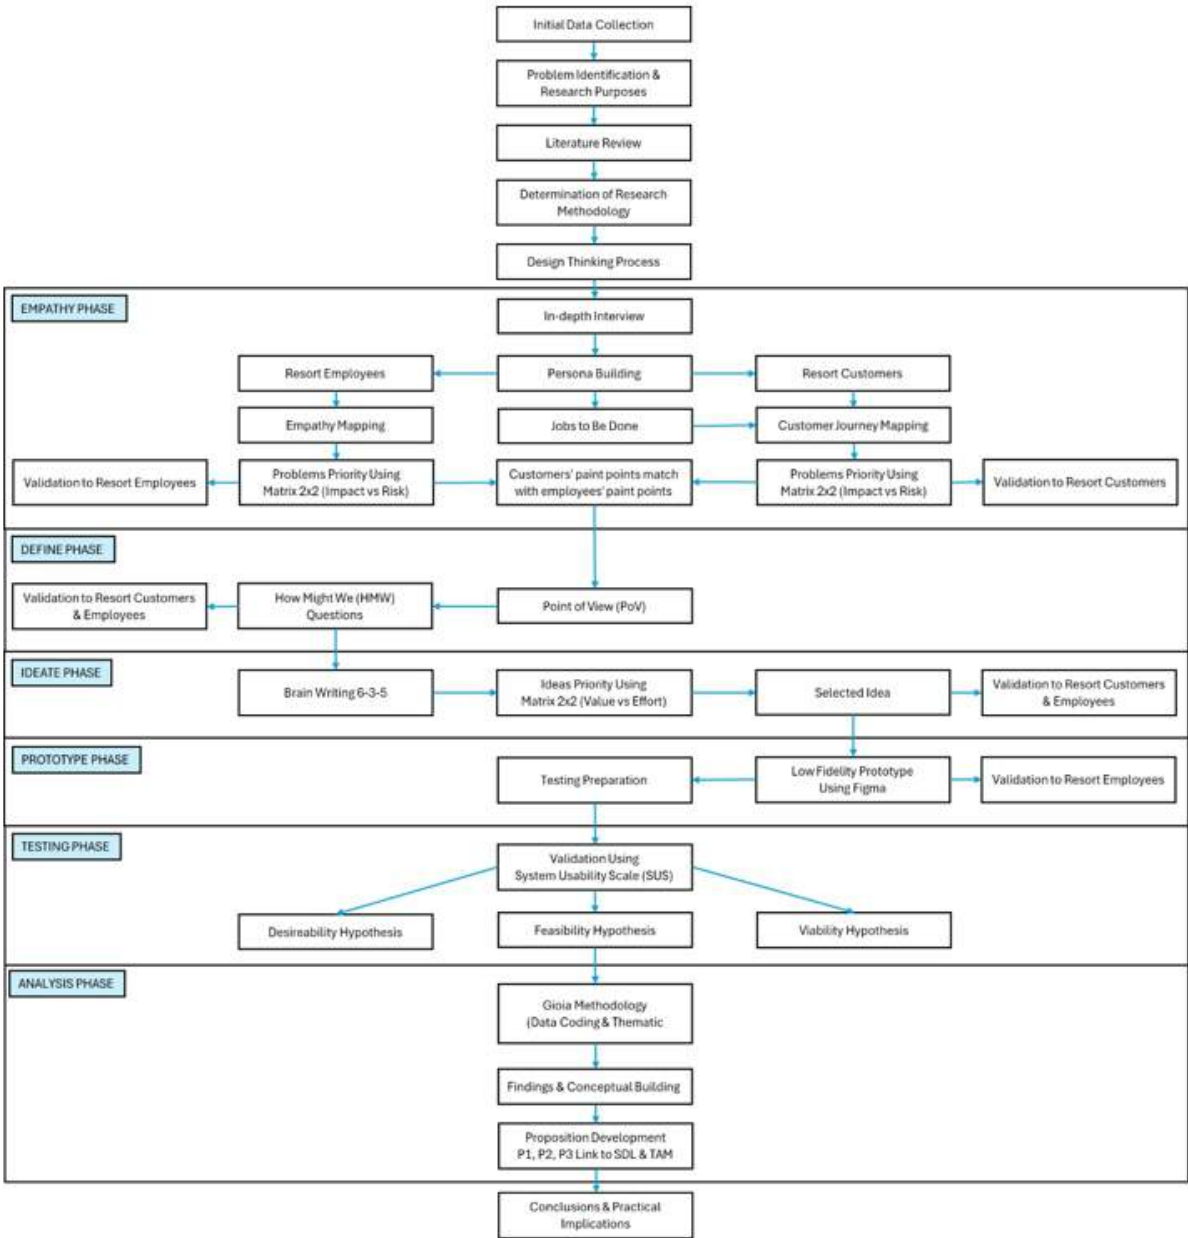 Initial Data Collection
Problem Identification &
Research Purposes
Literature Review
Determination of Research
Methodology
Design Thinking Process
EMPATHY PHASE
In-depth Interview
Resort Employees
Persona Building
Resort Customers
Empathy Mapping
Jobs to Be Done
Customer Journey Mapping
Validation to Resort Employees
Problems Priority Using
Matrix 2x2 (Impact vs Risk)
Customers' paint points match
with employees' paint points
Problems Priority Using
Matrix 2x2 (Impact vs Risk)
Validation to Resort Customers
DEFINE PHASE
Validation to Resort Customers
& Employees
How Might We (HMW)
Questions
Point of View (PoV)
IDEATE PHASE
Brain Writing 6-3-5
Ideas Priority Using
Matrix 2x2 (Value vs Effort)
Selected Idea
Validation to Resort Customers
& Employees
PROTOTYPE PHASE
Testing Preparation
Low Fidelity Prototype
Using Figma
Validation to Resort Employees
TESTING PHASE
Validation Using
System Usability Scale (SUS)
Desireability Hypothesis
Feasibility Hypothesis
Viability Hypothesis
ANALYSIS PHASE
Gioia Methodology
(Data Coding & Thematic
Findings & Conceptual Building
Proposition Development
P1, P2, P3 Link to SDL & TAM
Conclusions & Practical
Implications